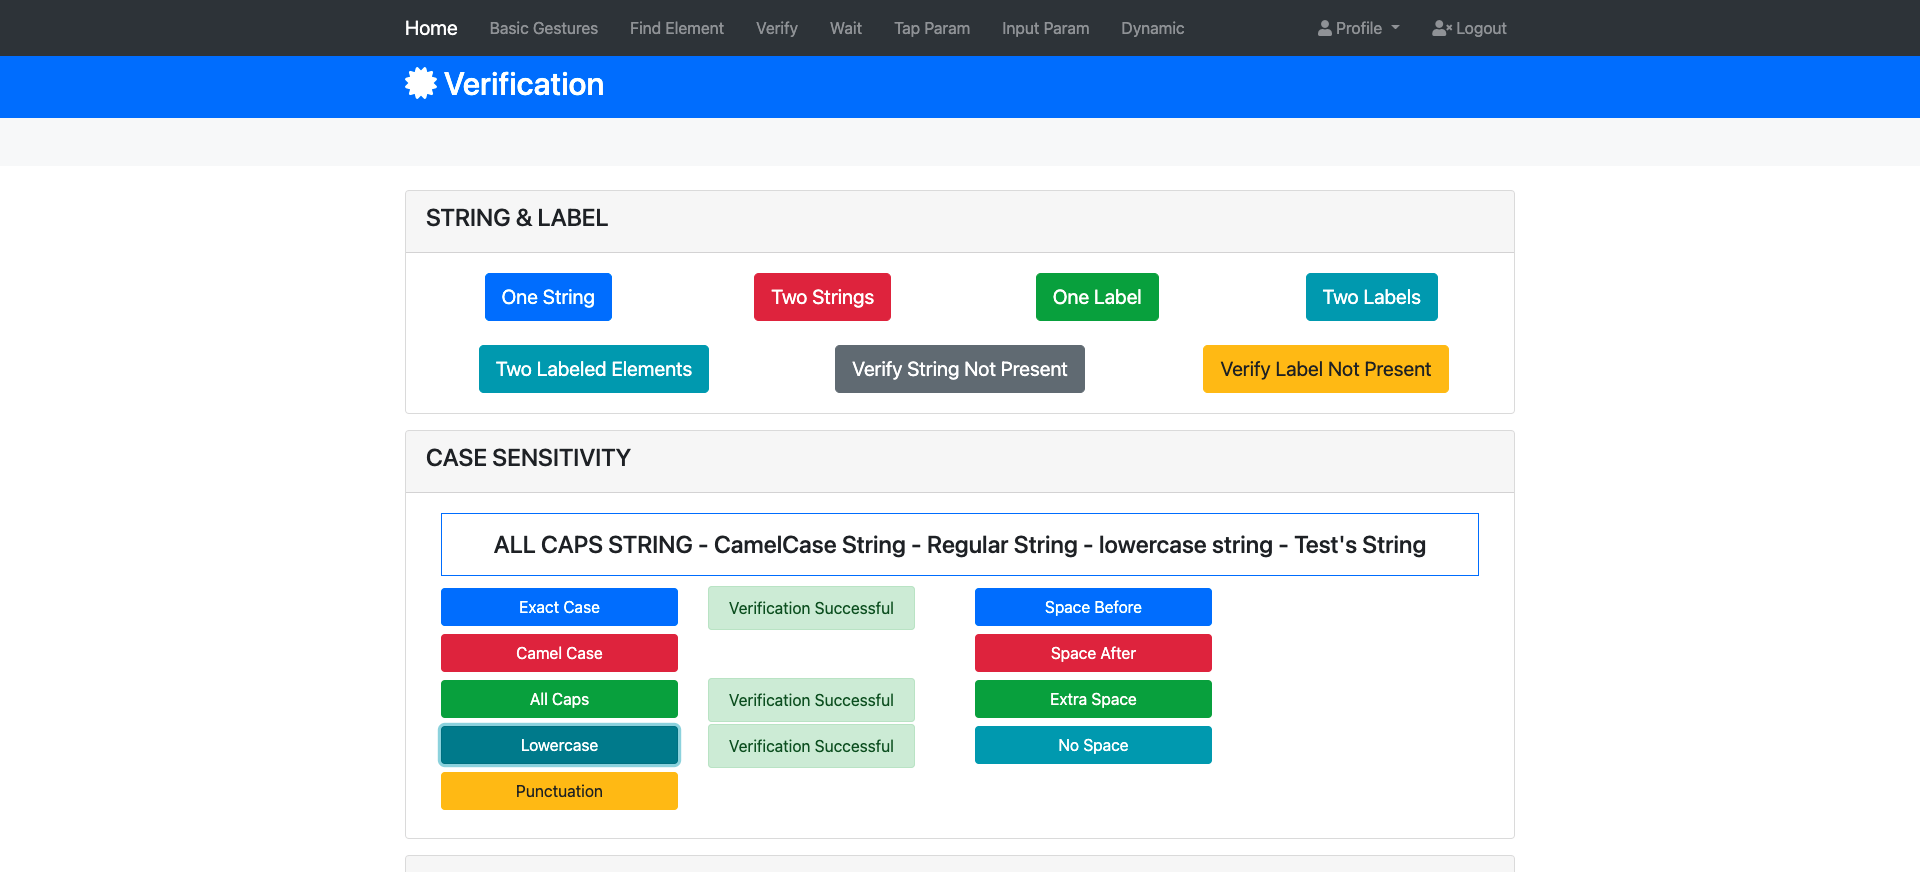 Home Basic Gestures Find Element Verify Wait Tap Param Input Param Dynamic Profile Logout
Verification
STRING & LABEL
One String Two Strings One Label Two Labels
Two Labeled Elements Verify String Not Present Verify Label Not Present
CASE SENSITIVITY
ALL CAPS STRING - CamelCase String - Regular String - lowercase string - Test's String
Exact Case Verification Successful Space Before
Camel Case Space After
All Caps Verification Successful Extra Space
Lowercase Verification Successful No Space
Punctuation